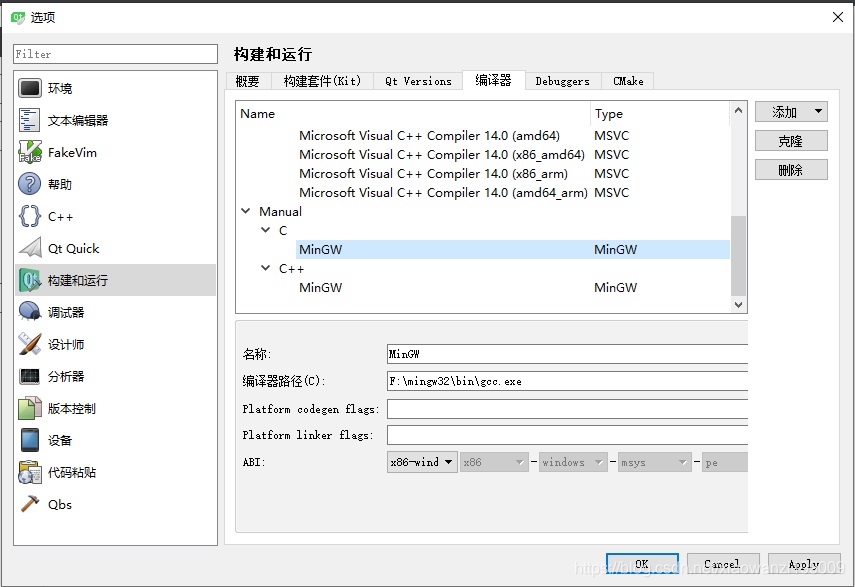 选项
Filter
环境
文本编辑器
FakeVim
帮助
C++
Qt Quick
构建和运行
调试器
设计师
分析器
版本控制
设备
代码粘贴
Qbs
构建和运行
概要 构建套件(Kit) Qt Versions 编译器 Debuggers CMake
Name Type
Microsoft Visual C++ Compiler 14.0 (amd64) MSVC
Microsoft Visual C++ Compiler 14.0 (x86_amd64) MSVC
Microsoft Visual C++ Compiler 14.0 (x86_arm) MSVC
Microsoft Visual C++ Compiler 14.0 (amd64_arm) MSVC
Manual
C
MinGW MinGW
C++
MinGW MinGW
添加
克隆
删除
名称: MinGW
编译器路径(C): F:\mingw32\bin\gcc.exe
Platform codegen flags:
Platform linker flags:
ABI: x86-wind x86 - windows - msys - pe
OK Cancel Apply